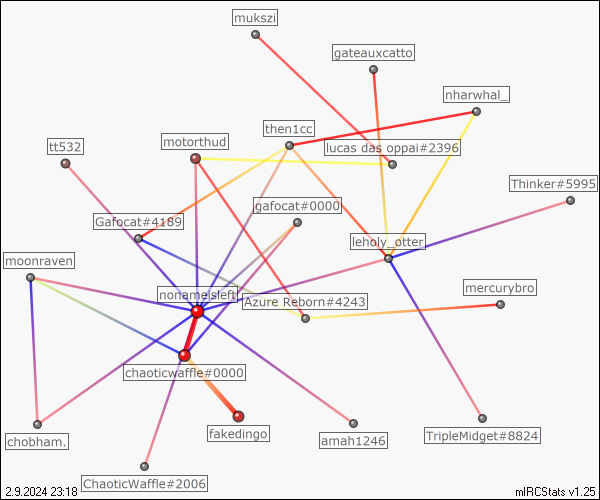 mukszi
gateauxcatto
nharwhal_
then1cc
motorthud
lucas das oppai#2396
tt532
Thinker#5995
gafocat#0000
Gafocat#4189
leholy_otter
moonraven
nonameisleft
Azure Reborn#4243
mercurybro
chaoticwaffle#0000
fakedingo
TripleMidget#8824
chobham.
amah1246
ChaoticWaffle#2006
2.9.2024 23:18
mIRCStats v1.25